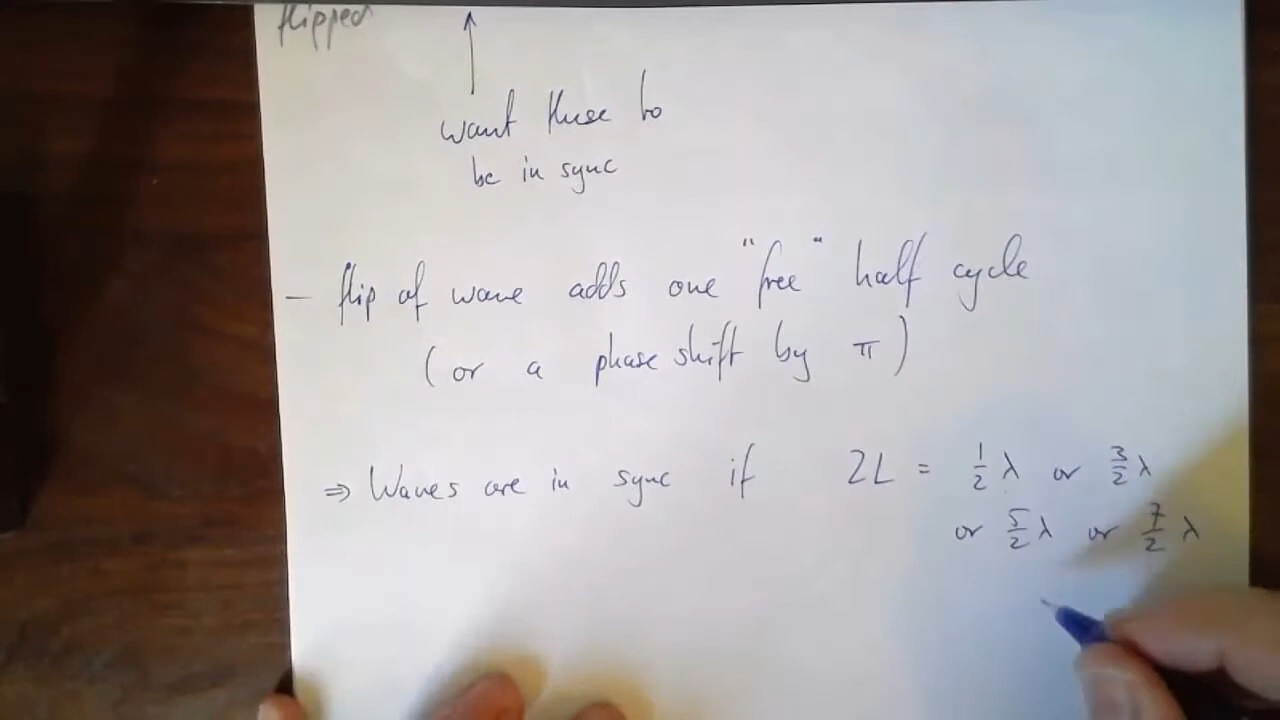 flipped
want these to
be in sync
– flip of wave adds one "free" half cycle
(or a phase shift by π)
⇒ Waves are in sync if 2L = 1/2 λ or 3/2 λ
or 5/2 λ or 7/2 λ